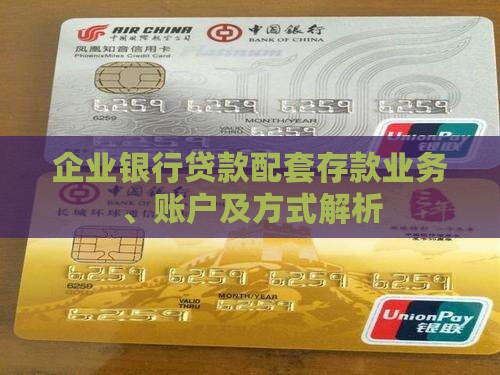 AIR CHINA
中国国际航空公司
中国银行
BANK OF CHINA
凤凰知音信用卡
PhoenixMiles Credit Card
6259 6259 6259 6259
6259
VALID THRU
MONTH/YEAR
UnionPay
银联
企业银行贷款配套存款业务
、账户及方式解析
长城环球通
6259 6259 6259 6259
6259
VALID THRU
MONTH/YEAR
UnionPay
银联